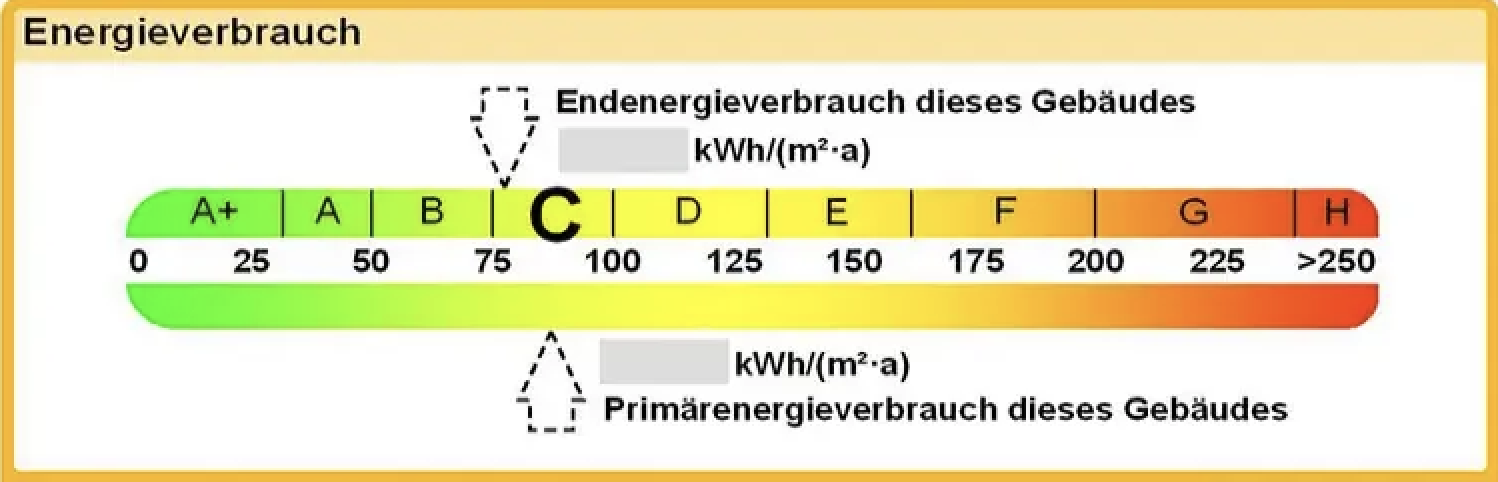 Energieverbrauch
Endenergieverbrauch dieses Gebäudes
kWh/(m²·a)
A+ A B C D E F G H
0 25 50 75 100 125 150 175 200 225 >250
kWh/(m²·a)
Primärenergieverbrauch dieses Gebäudes